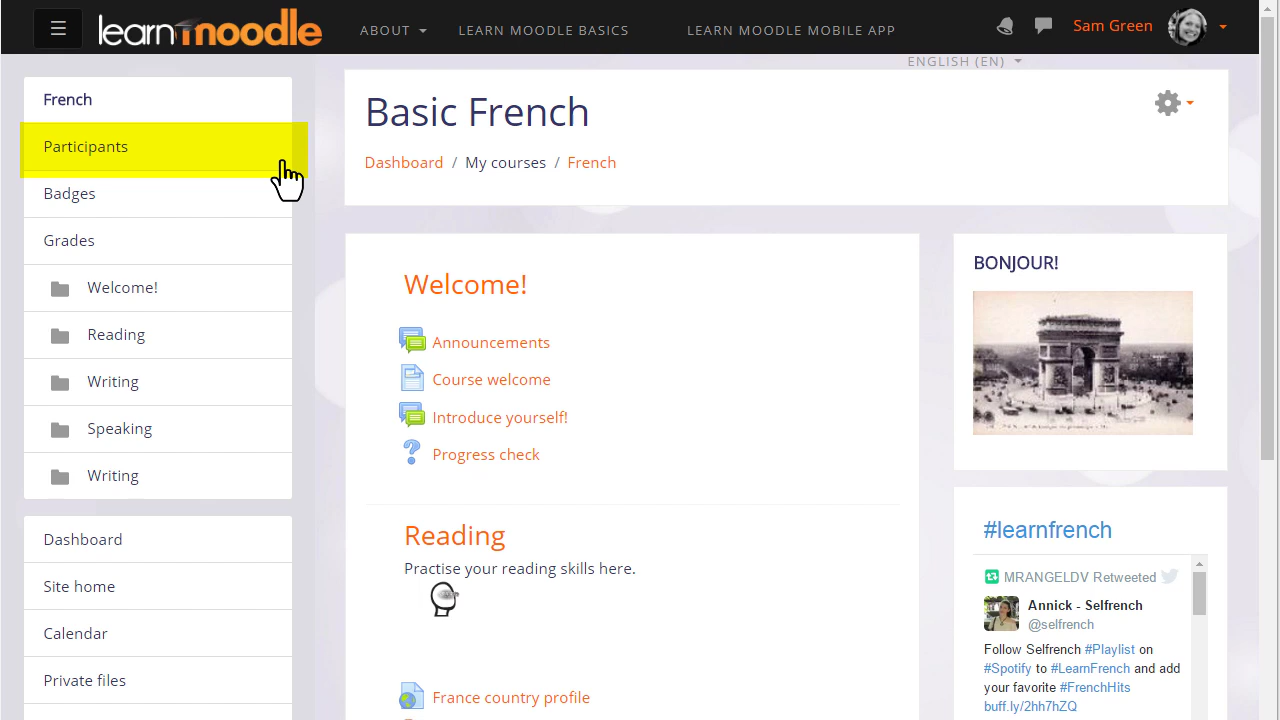 learn moodle
ABOUT
LEARN MOODLE BASICS
LEARN MOODLE MOBILE APP
Sam Green
ENGLISH (EN)
French
Participants
Badges
Grades
Welcome!
Reading
Writing
Speaking
Writing
Dashboard
Site home
Calendar
Private files
Basic French
Dashboard / My courses / French
Welcome!
Announcements
Course welcome
Introduce yourself!
Progress check
Reading
Practise your reading skills here.
France country profile
BONJOUR!
#learnfrench
MRANGELDV Retweeted
Annick - Selfrench
@selfrench
Follow Selfrench #Playlist on
#Spotify to #LearnFrench and add
your favorite #FrenchHits
buff.ly/2hh7hZQ